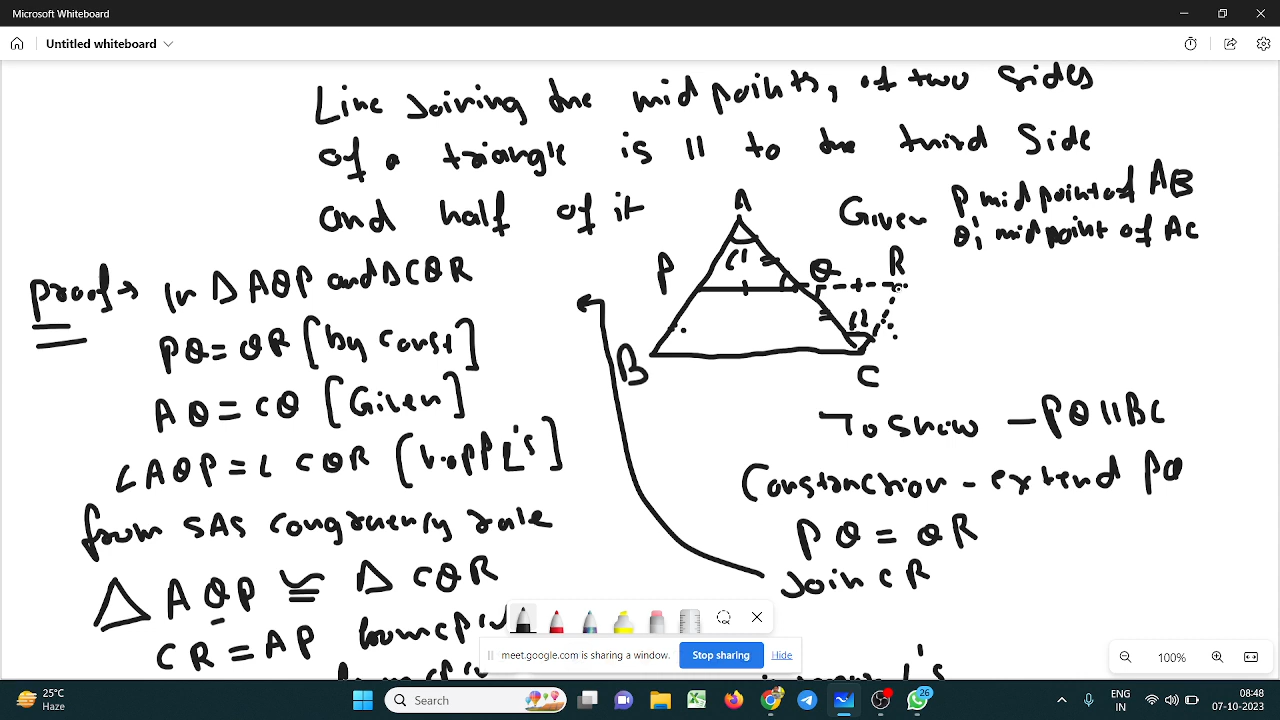 Microsoft Whiteboard
Untitled whiteboard
Line Joining the mid points, of two sides
of a triangle is || to the third Side
and half of it
Given P mid point of AB
Q; mid point of AC
A
P
Q
R
B
C
Proof → In Δ AQP and Δ CQR
PQ = QR [by const]
AQ = CQ [Given]
∠AQP = ∠ CQR [v.opp ∠'s]
from SAS congruency rule
Δ AQP ≅ Δ CQR
CR = AP
To Show - PQ || BC
Construction - extend PQ
PQ = QR
Join CR
meet.google.com is sharing a window.
Stop sharing
Hide
100%
25°C
Haze
Search
26
ENG
IN
20:48
07-10-2023